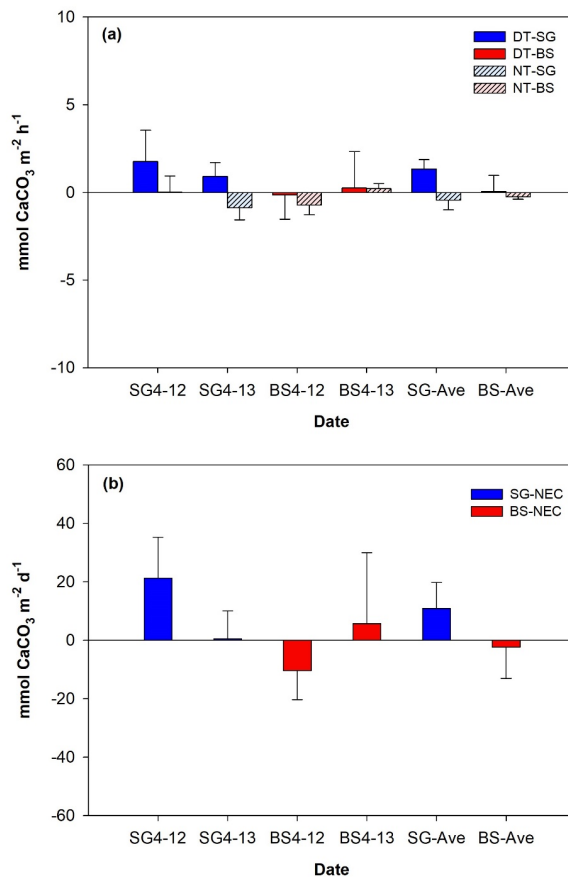 (a)
DT-SG
DT-BS
NT-SG
NT-BS
10
5
0
-5
-10
mmol CaCO3 m-2 h-1
SG4-12 SG4-13 BS4-12 BS4-13 SG-Ave BS-Ave
Date
(b)
SG-NEC
BS-NEC
60
40
20
0
-20
-40
-60
mmol CaCO3 m-2 d-1
SG4-12 SG4-13 BS4-12 BS4-13 SG-Ave BS-Ave
Date